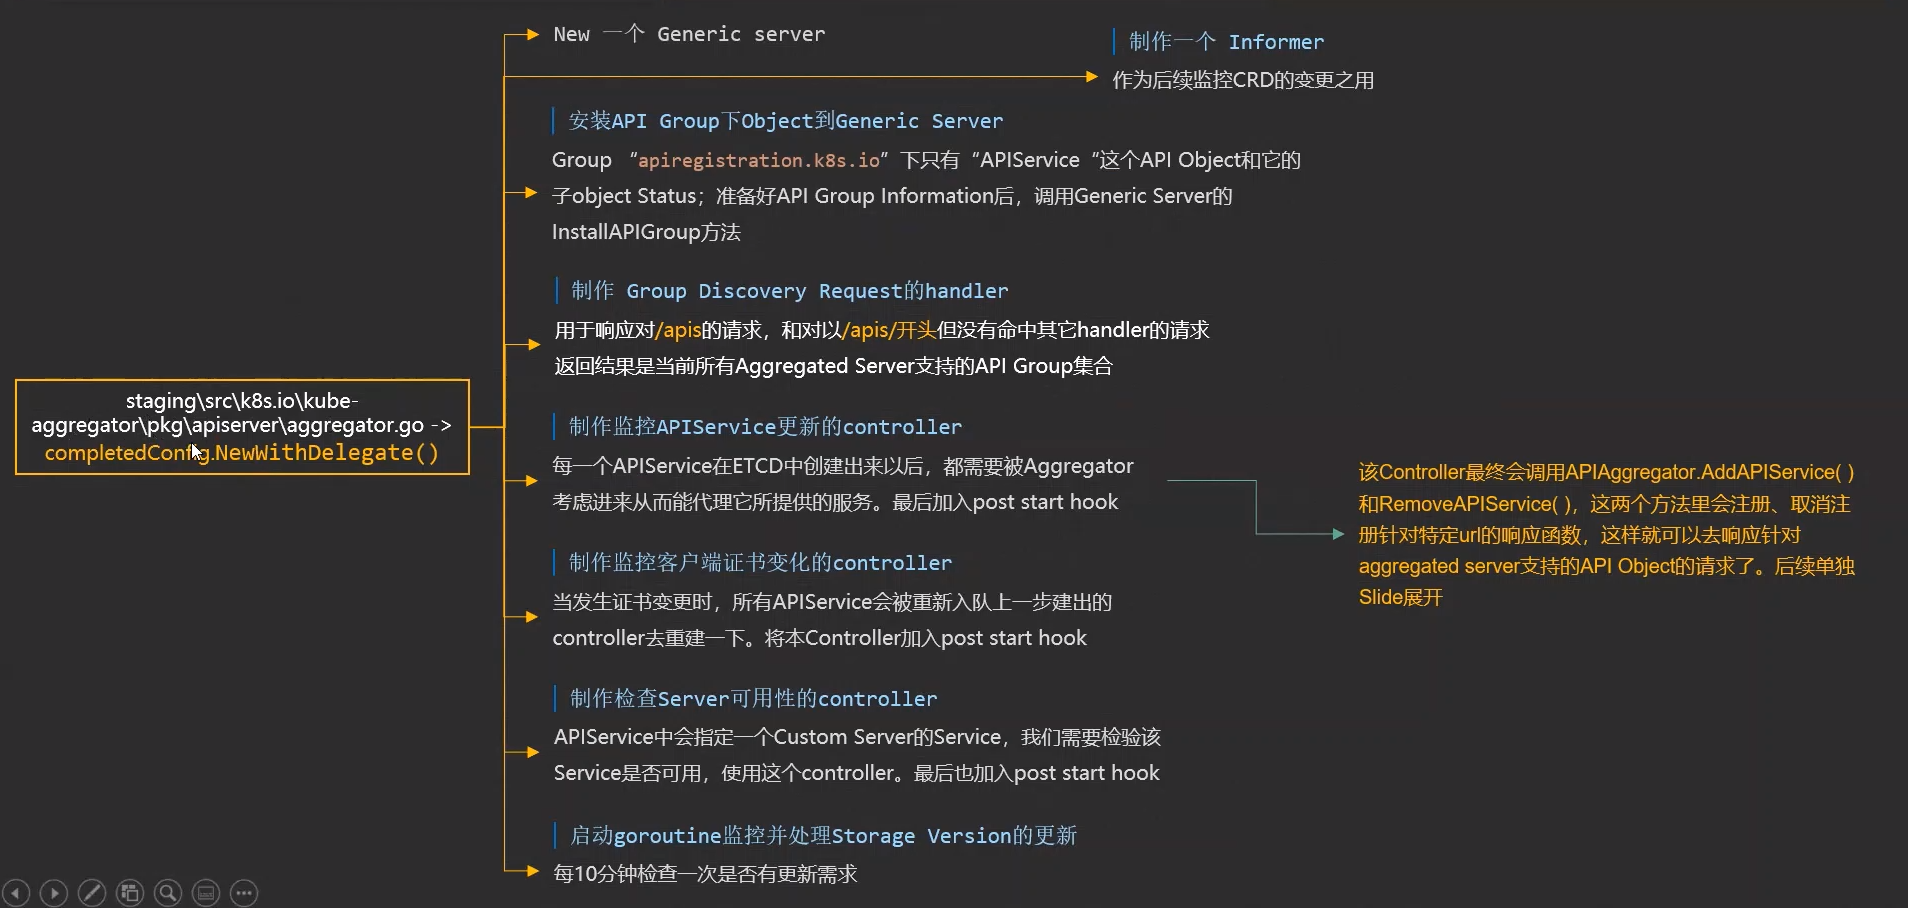 New 一个 Generic server
制作一个 Informer
作为后续监控CRD的变更之用
安装API Group下Object到Generic Server
Group “apiregistration.k8s.io”下只有“APIService“这个API Object和它的
子object Status；准备好API Group Information后，调用Generic Server的
InstallAPIGroup方法
制作 Group Discovery Request的handler
用于响应对/apis的请求，和对以/apis/开头但没有命中其它handler的请求
返回结果是当前所有Aggregated Server支持的API Group集合
staging\src\k8s.io\kube-
aggregator\pkg\apiserver\aggregator.go ->
completedConfig.NewWithDelegate()
制作监控APIService更新的controller
每一个APIService在ETCD中创建出来以后，都需要被Aggregator
考虑进来从而能代理它所提供的服务。最后加入post start hook
该Controller最终会调用APIAggregator.AddAPIService( )
和RemoveAPIService( )，这两个方法里会注册、取消注
册针对特定url的响应函数，这样就可以去响应针对
aggregated server支持的API Object的请求了。后续单独
Slide展开
制作监控客户端证书变化的controller
当发生证书变更时，所有APIService会被重新入队上一步建出的
controller去重建一下。将本Controller加入post start hook
制作检查Server可用性的controller
APIService中会指定一个Custom Server的Service，我们需要检验该
Service是否可用，使用这个controller。最后也加入post start hook
启动goroutine监控并处理Storage Version的更新
每10分钟检查一次是否有更新需求